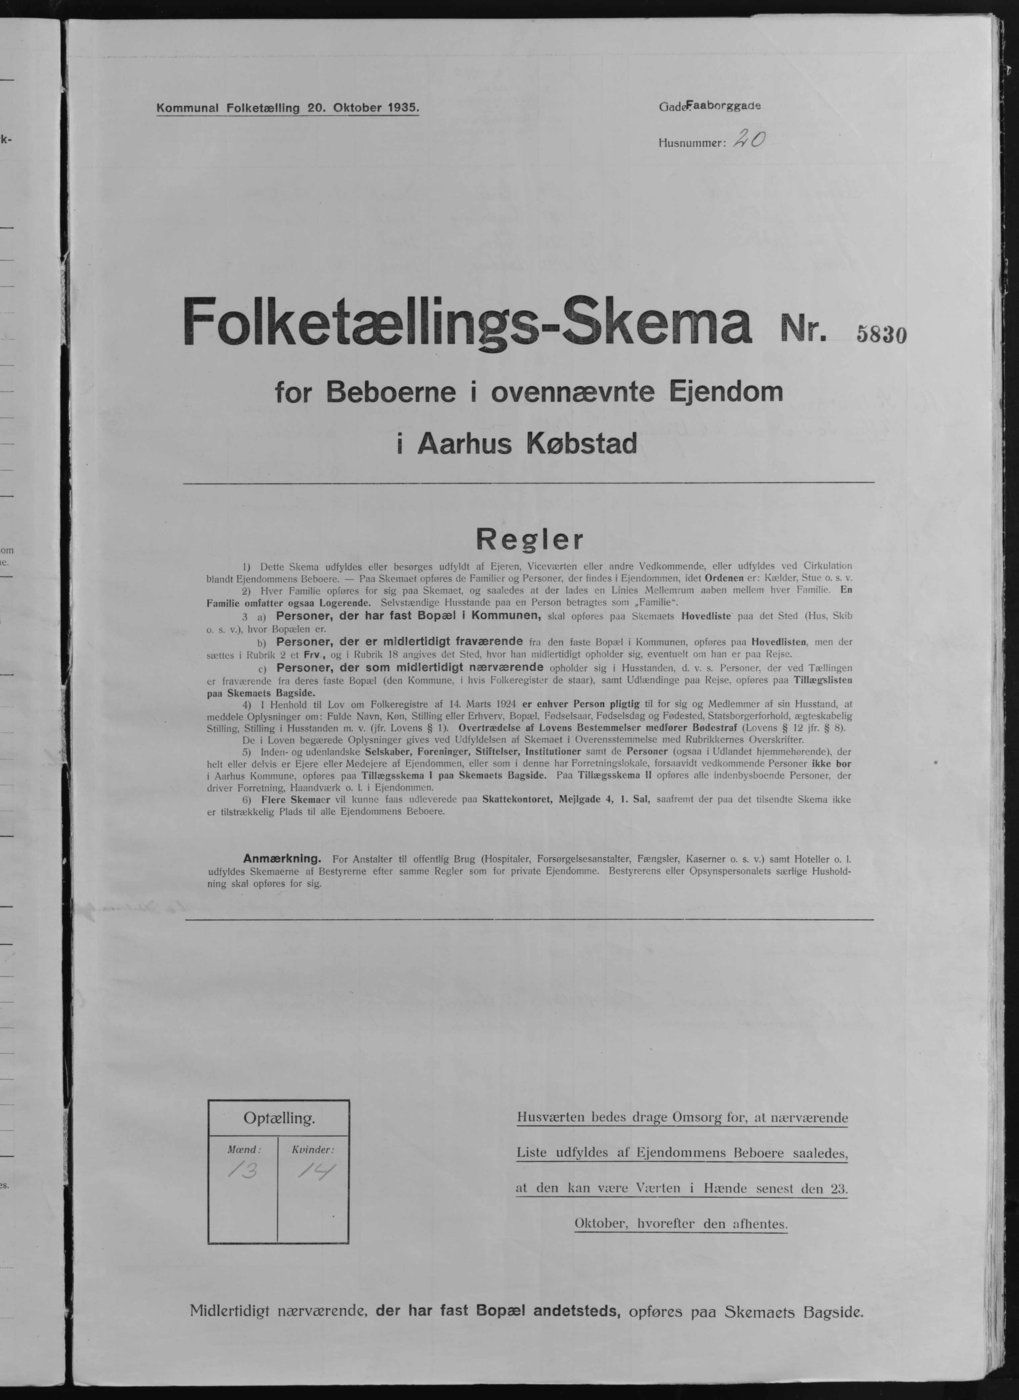 Kommunal Folketælling 20. Oktober 1935.
Gade: Faaborggade
Husnummer: 20
Folketællings-Skema Nr. 5830
for Beboerne i ovennævnte Ejendom
i Aarhus Købstad
Regler
1) Dette Skema udfyldes eller besørges udfyldt af Ejeren, Viceværten eller andre Vedkommende, eller udfyldes ved Cirkulation
blandt Ejendommens Beboere. — Paa Skemaet opføres de Familier og Personer, der findes i Ejendommen, idet Ordenen er: Kælder, Stue o. s. v.
2) Hver Familie opføres for sig paa Skemaet, og saaledes at der lades en Linies Mellemrum aaben mellem hver Familie. En
Familie omfatter ogsaa Logerende. Selvstændige Husstande paa en Person betragtes som „Familie“.
3 a) Personer, der har fast Bopæl i Kommunen, skal opføres paa Skemaets Hovedliste paa det Sted (Hus, Skib
o. s. v.), hvor Bopælen er.
b) Personer, der er midlertidigt fraværende fra den faste Bopæl i Kommunen, opføres paa Hovedlisten, men der
sættes i Rubrik 2 et Frv., og i Rubrik 18 angives det Sted, hvor han midlertidigt opholder sig, eventuelt om han er paa Rejse.
c) Personer, der som midlertidigt nærværende opholder sig i Husstanden, d. v. s. Personer, der ved Tællingen
er fraværende fra deres faste Bopæl (den Kommune, i hvis Folkeregister de staar), samt Udlændinge paa Rejse, opføres paa Tillægslisten
paa Skemaets Bagside.
4) I Henhold til Lov om Folkeregistre af 14. Marts 1924 er enhver Person pligtig til for sig og Medlemmer af sin Husstand, at
meddele Oplysninger om: Fulde Navn, Køn, Stilling eller Erhverv, Bopæl, Fødselsaar, Fødselsdag og Fødested, Statsborgerforhold, ægteskabelig
Stilling, Stilling i Husstanden m. v. (jfr. Lovens § 1). Overtrædelse af Lovens Bestemmelser medfører Bødestraf (Lovens § 12 jfr. § 8).
De i Loven begærede Oplysninger gives ved Udfyldelsen af Skemaet i Overensstemmelse med Rubrikkernes Overskrifter.
5) Inden- og udenlandske Selskaber, Foreninger, Stiftelser, Institutioner samt de Personer (ogsaa i Udlandet hjemmehørende), der
helt eller delvis er Ejere eller Medejere af Ejendommen, eller som i denne har Forretningslokale, forsaavidt vedkommende Personer ikke bor
i Aarhus Kommune, opføres paa Tillægsskema I paa Skemaets Bagside. Paa Tillægsskema II opføres alle indenbysboende Personer, der
driver Forretning, Haandværk o. l. i Ejendommen.
6) Flere Skemaer vil kunne faas udleverede paa Skattekontoret, Mejlgade 4, 1. Sal, saafremt der paa det tilsendte Skema ikke
er tilstrækkelig Plads til alle Ejendommens Beboere.
Anmærkning. For Anstalter til offentlig Brug (Hospitaler, Forsørgelsesanstalter, Fængsler, Kaserner o. s. v.) samt Hoteller o. l.
udfyldes Skemaerne af Bestyrerne efter samme Regler som for private Ejendomme. Bestyrerens eller Opsynspersonalets særlige Hushold-
ning skal opføres for sig.
Optælling.
Mænd: Kvinder:
13 14
Husværten bedes drage Omsorg for, at nærværende
Liste udfyldes af Ejendommens Beboere saaledes,
at den kan være Værten i Hænde senest den 23.
Oktober, hvorefter den afhentes.
Midlertidigt nærværende, der har fast Bopæl andetsteds, opføres paa Skemaets Bagside.